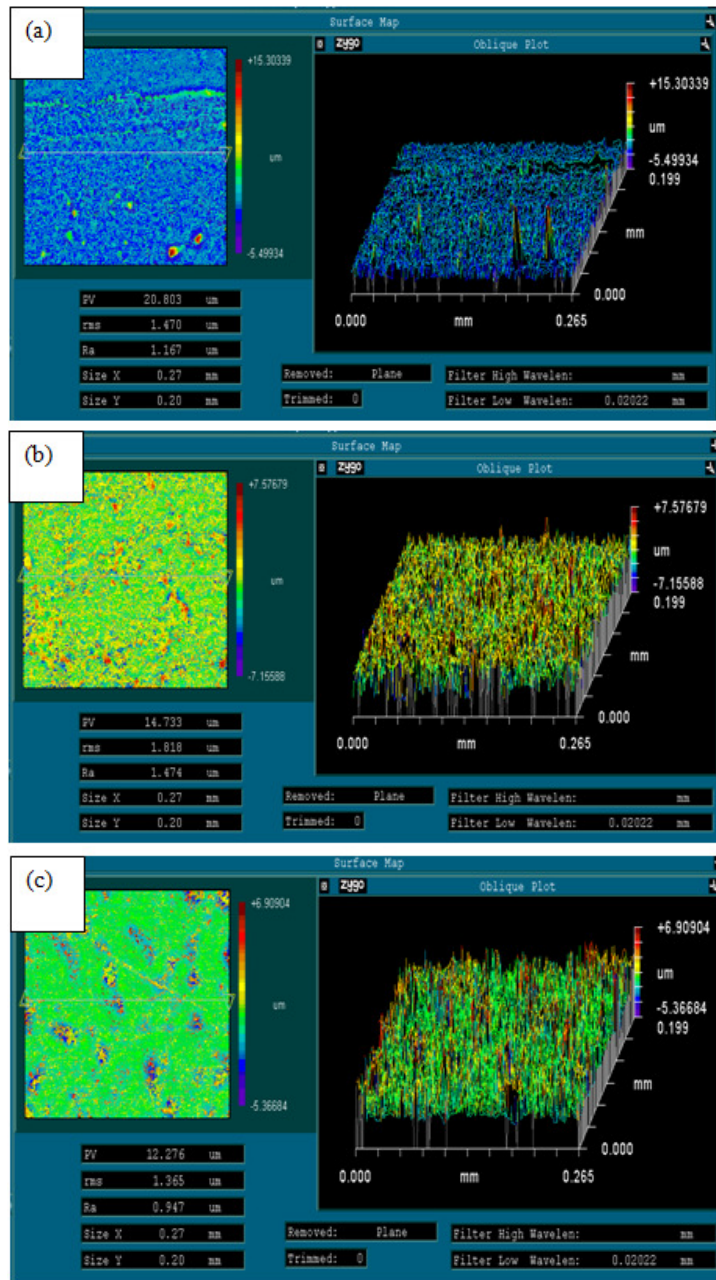 (a)
Surface Map
zygo Oblique Plot
+15.30339
um
-5.49934
+15.30339
um
-5.49934
0.199
mm
0.000
0.000 mm 0.265
PV 20.803 um
rms 1.470 um
Ra 1.167 um
Size X 0.27 mm
Size Y 0.20 mm
Removed: Plane
Trimmed: 0
Filter High Wavelen: mm
Filter Low Wavelen: 0.02022 mm
(b)
Surface Map
zygo Oblique Plot
+7.57679
um
-7.15588
+7.57679
um
-7.15588
0.199
mm
0.000
0.000 mm 0.265
PV 14.733 um
rms 1.818 um
Ra 1.474 um
Size X 0.27 mm
Size Y 0.20 mm
Removed: Plane
Trimmed: 0
Filter High Wavelen: mm
Filter Low Wavelen: 0.02022 mm
(c)
Surface Map
zygo Oblique Plot
+6.90904
um
-5.36684
+6.90904
um
-5.36684
0.199
mm
0.000
0.000 mm 0.265
PV 12.276 um
rms 1.365 um
Ra 0.947 um
Size X 0.27 mm
Size Y 0.20 mm
Removed: Plane
Trimmed: 0
Filter High Wavelen: mm
Filter Low Wavelen: 0.02022 mm